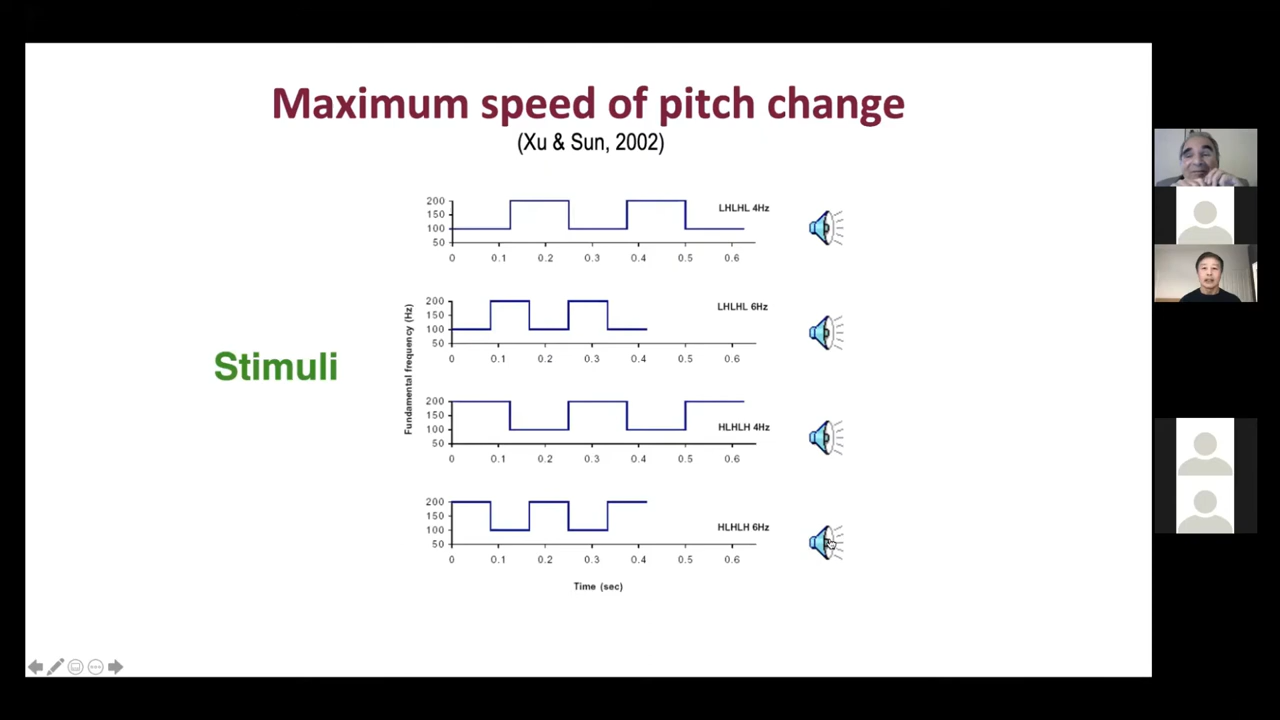 Maximum speed of pitch change
(Xu & Sun, 2002)
Stimuli
Fundamental frequency (Hz)
200
150
100
50
LHLHL 4Hz
0 0.1 0.2 0.3 0.4 0.5 0.6
200
150
100
50
LHLHL 6Hz
0 0.1 0.2 0.3 0.4 0.5 0.6
200
150
100
50
HLHLH 4Hz
0 0.1 0.2 0.3 0.4 0.5 0.6
200
150
100
50
HLHLH 6Hz
0 0.1 0.2 0.3 0.4 0.5 0.6
Time (sec)